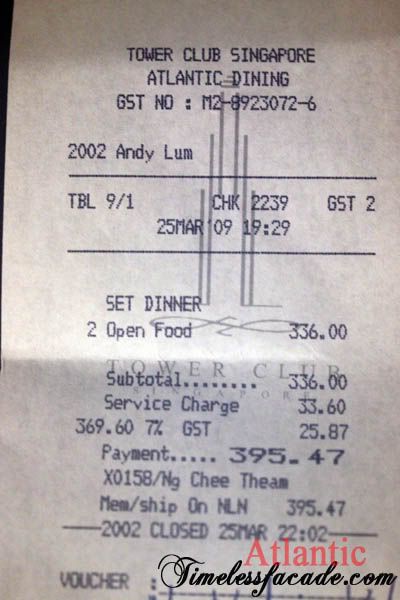 TOWER CLUB SINGAPORE
ATLANTIC DINING
GST NO : M2-8923072-6
2002 Andy Lum
TBL 9/1 CHK 2239 GST 2
25MAR'09 19:29
SET DINNER
2 Open Food 336.00
TOWER CLUB
SINGAPORE
Subtotal........ 336.00
Service Charge 33.60
369.60 7% GST 25.87
Payment..... 395.47
X0158/Ng Chee Theam
Mem/ship On NLN 395.47
2002 CLOSED 25MAR 22:02
Atlantic
VOUCHER :
Timelessfacade.com